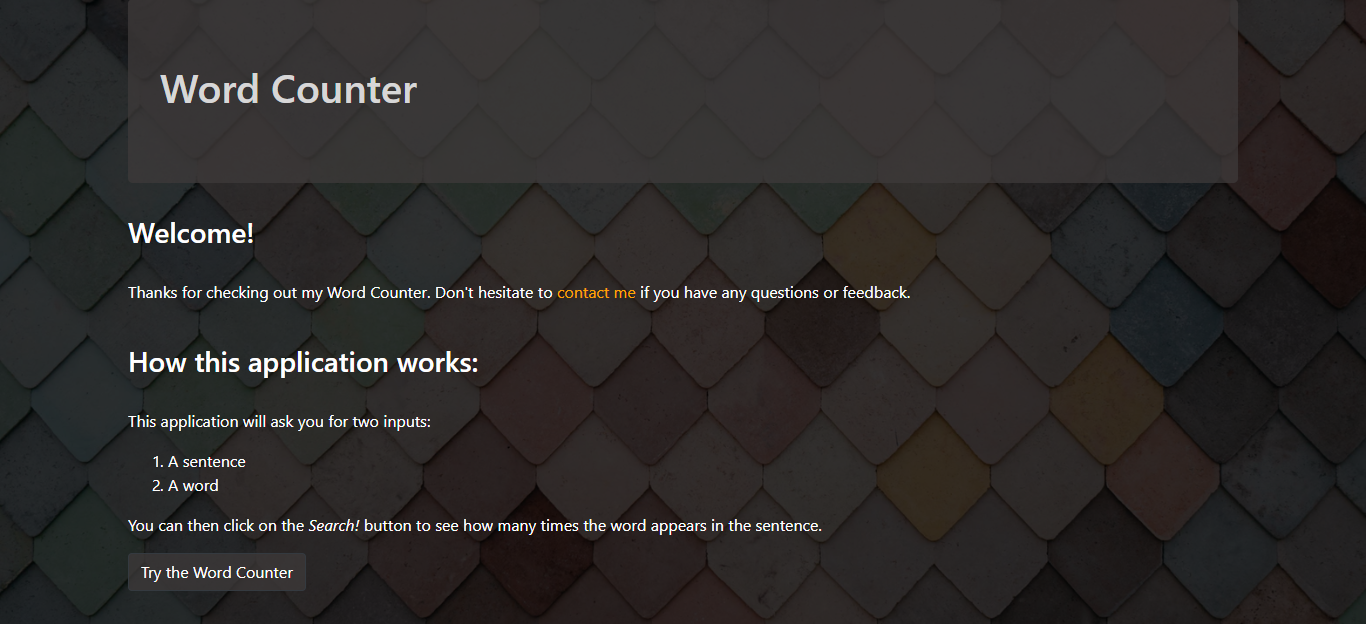 Word Counter
Welcome!
Thanks for checking out my Word Counter. Don't hesitate to contact me if you have any questions or feedback.
How this application works:
This application will ask you for two inputs:
1. A sentence
2. A word
You can then click on the Search! button to see how many times the word appears in the sentence.
Try the Word Counter